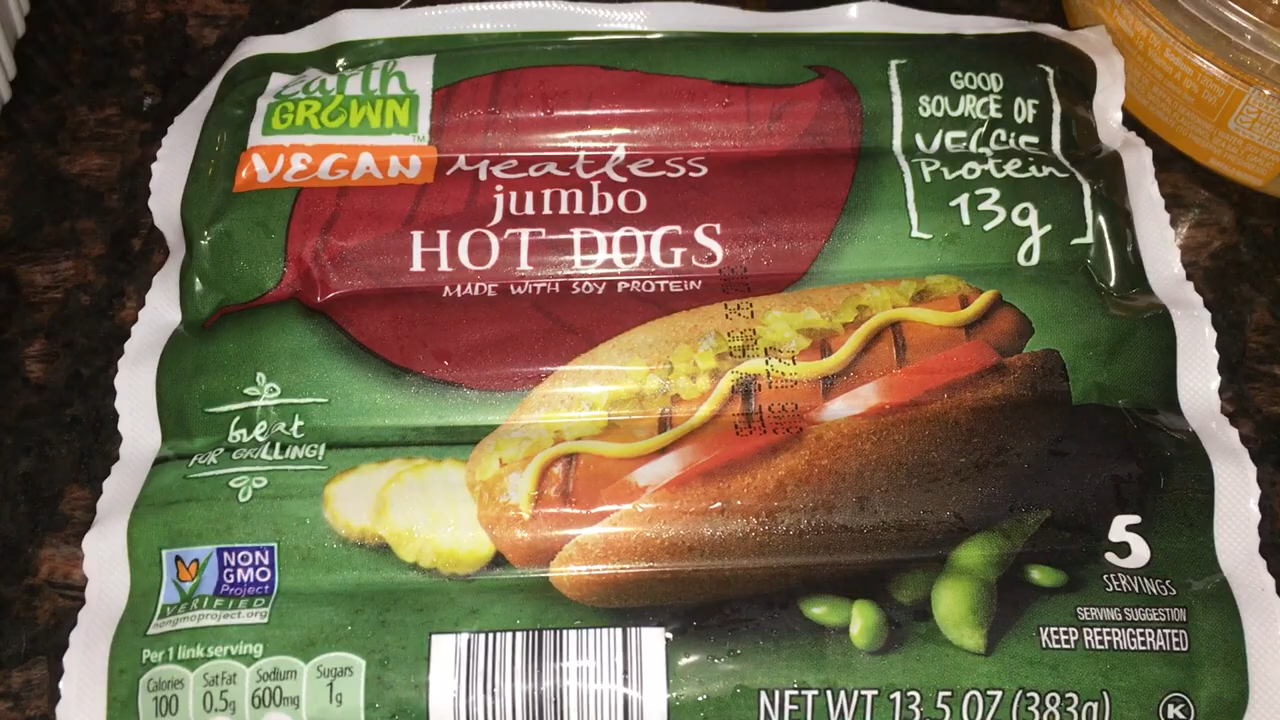 earth
GROWN
TM
VEGAN
Meatless
jumbo
HOT DOGS
MADE WITH SOY PROTEIN
GOOD
SOURCE OF
VEGGIE
Protein
13g
Great
FOR GRILLING!
NON
GMO
Project
VERIFIED
nongmoproject.org
Per 1 link serving
Calories
100
Sat Fat
0.5g
Sodium
600mg
Sugars
1g
5
SERVINGS
SERVING SUGGESTION
KEEP REFRIGERATED
NET WT 13.5 OZ (383g)
K